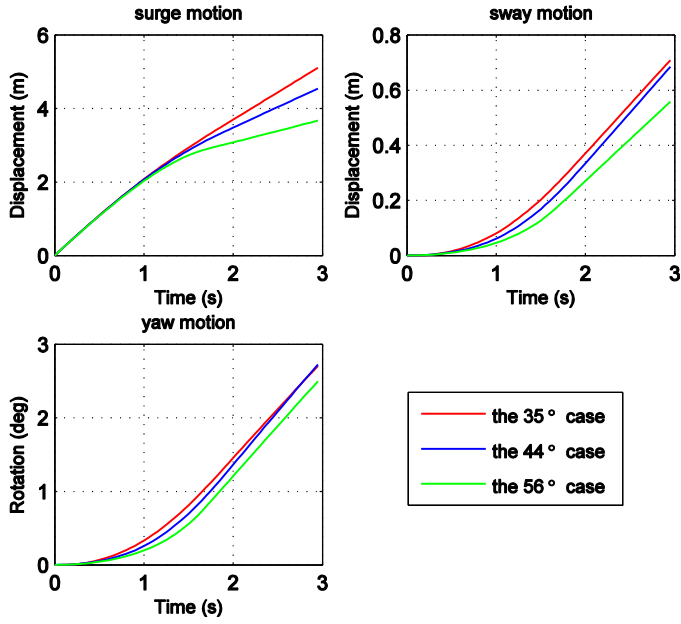 surge motion
6
4
2
0
0 1 2 3
Displacement (m)
Time (s)
sway motion
0.8
0.6
0.4
0.2
0
0 1 2 3
Displacement (m)
Time (s)
yaw motion
3
2
1
0
0 1 2 3
Rotation (deg)
Time (s)
the 35° case
the 44° case
the 56° case